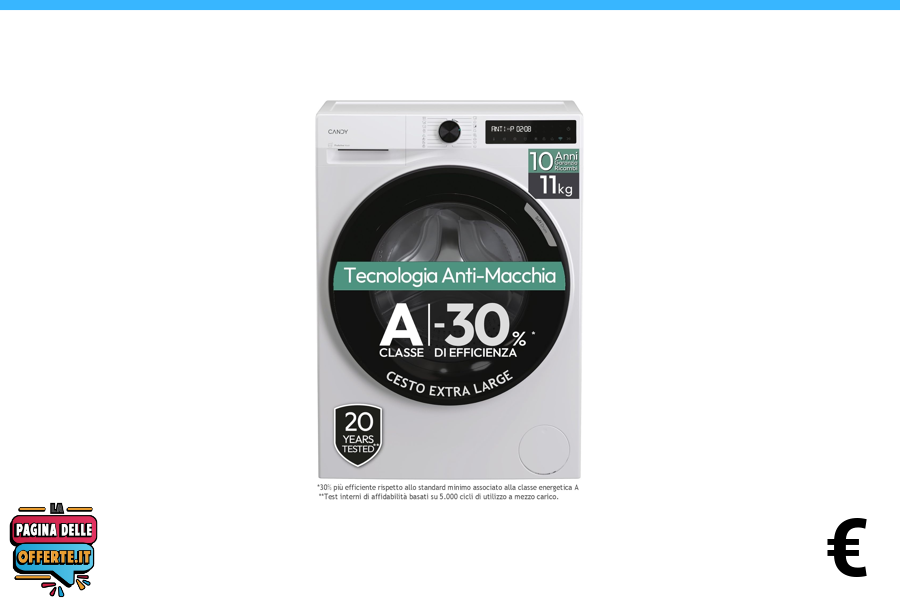 CANDY
ANTI-P 02:08
10 Anni
Garanzia
Ricambi
11kg
Tecnologia Anti-Macchia
A -30%*
CLASSE DI EFFICIENZA
CESTO EXTRA LARGE
20
YEARS
TESTED**
*30% più efficiente rispetto allo standard minimo associato alla classe energetica A
**Test interni di affidabilità basati su 5.000 cicli di utilizzo a mezzo carico.
LA
PAGINA DELLE
OFFERTE.IT
€